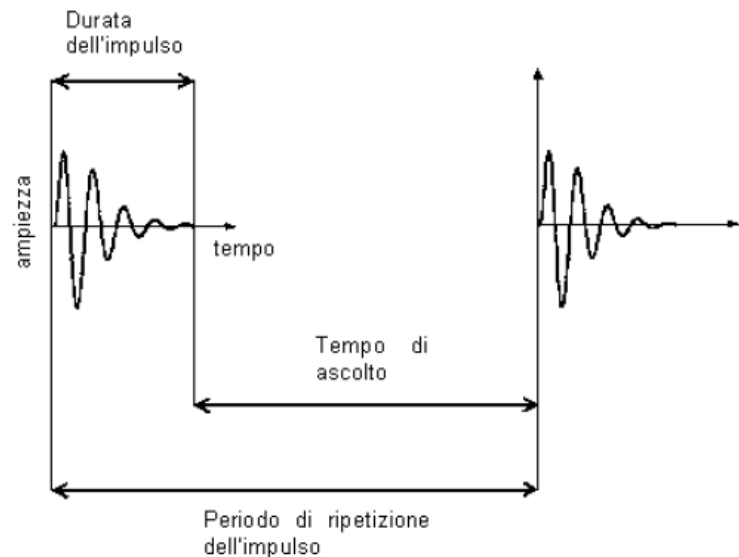 Durata
dell'impulso
ampiezza
tempo
Tempo di
ascolto
Periodo di ripetizione
dell'impulso